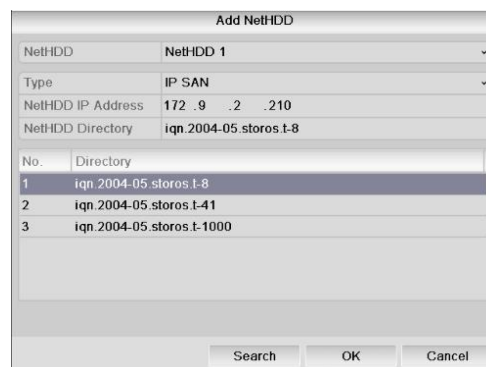 Add NetHDD
NetHDD NetHDD 1
Type IP SAN
NetHDD IP Address 172 .9 .2 .210
NetHDD Directory iqn.2004-05.storos.t-8
No. Directory
1 iqn.2004-05.storos.t-8
2 iqn.2004-05.storos.t-41
3 iqn.2004-05.storos.t-1000
Search OK Cancel